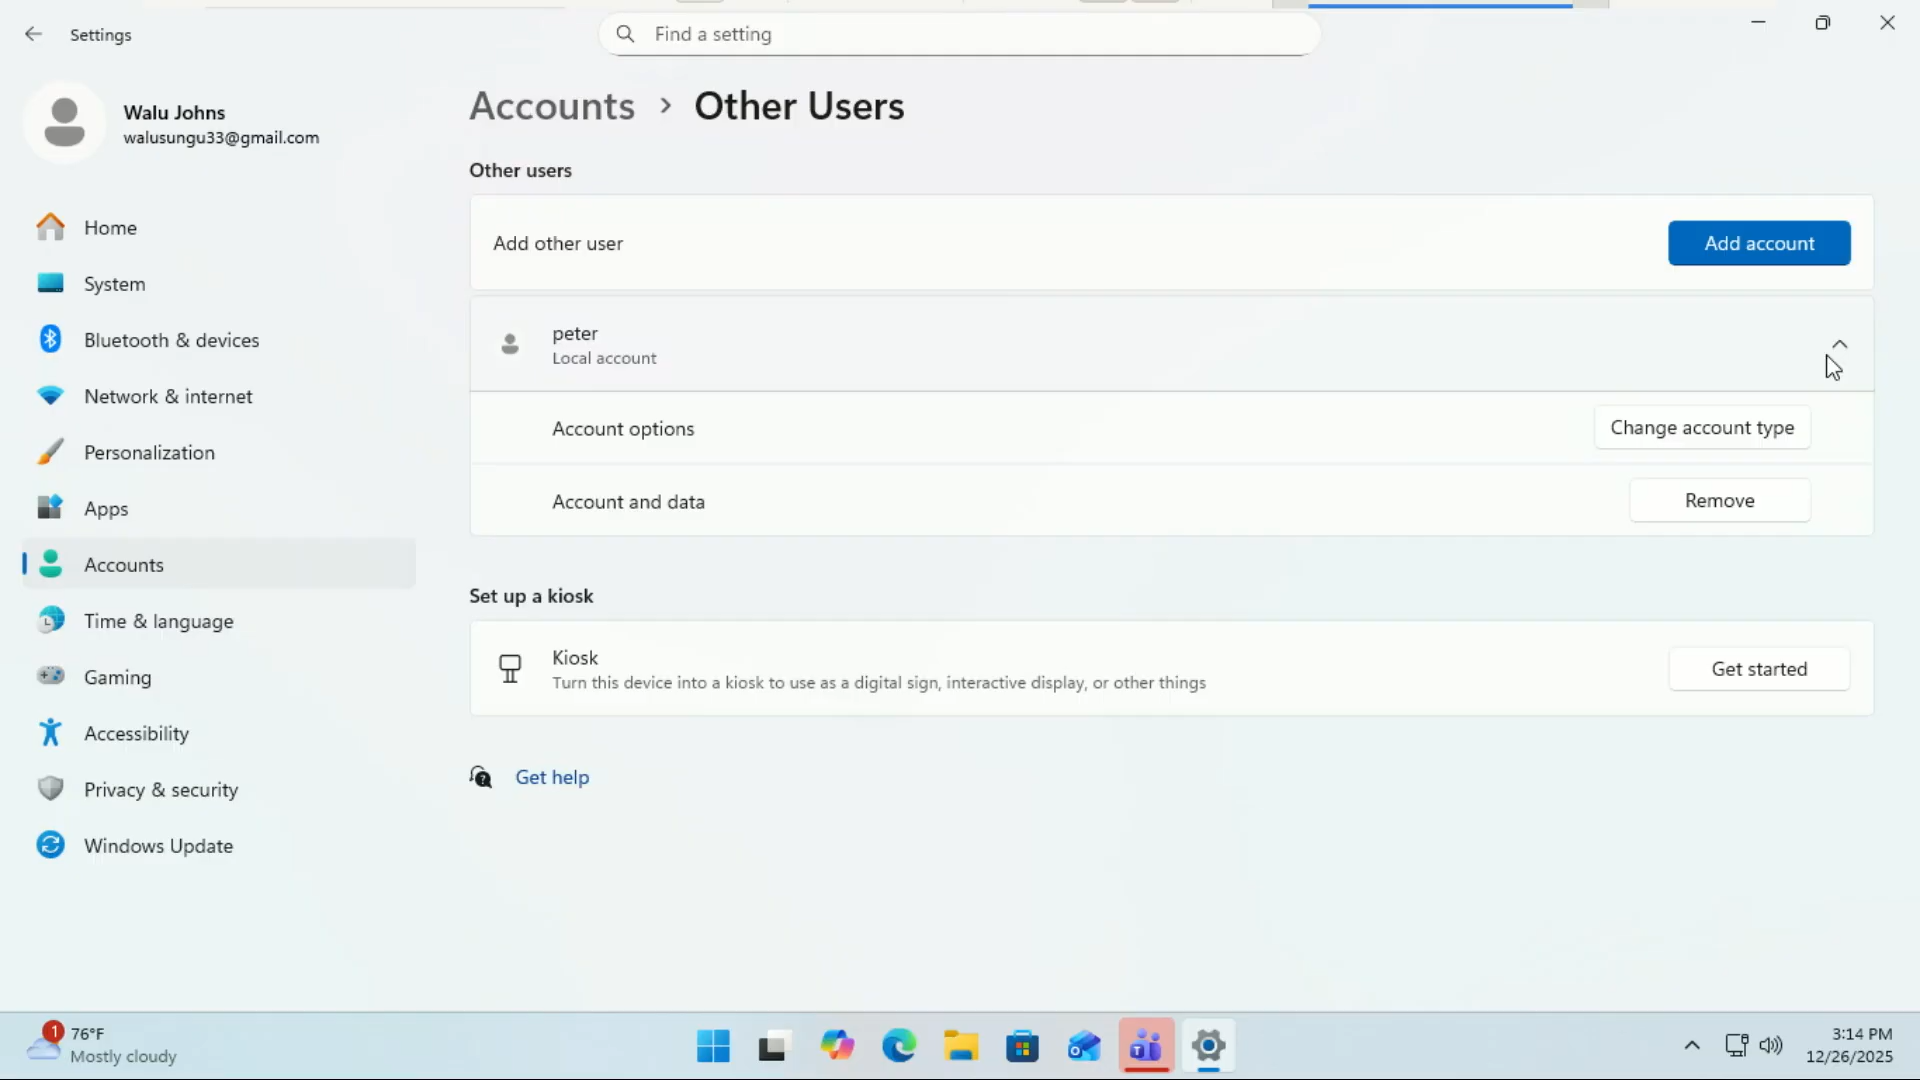 Settings
Find a setting
Walu Johns
walusungu33@gmail.com
Home
System
Bluetooth & devices
Network & internet
Personalization
Apps
Accounts
Time & language
Gaming
Accessibility
Privacy & security
Windows Update
Accounts > Other Users
Other users
Add other user
Add account
peter
Local account
Account options
Change account type
Account and data
Remove
Set up a kiosk
Kiosk
Turn this device into a kiosk to use as a digital sign, interactive display, or other things
Get started
Get help
1
76°F
Mostly cloudy
3:14 PM
12/26/2025